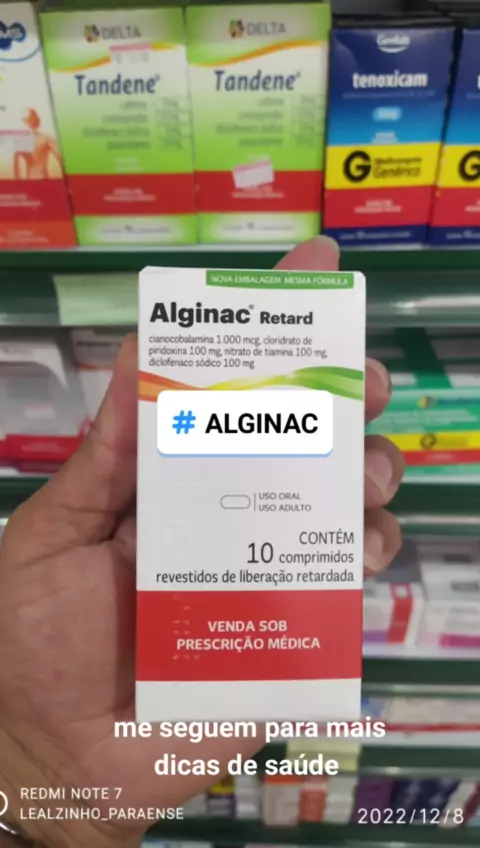 DELTA
DELTA
Tandene
Tandene
Geolab
tenoxicam
G Medicamento
Genérico
G
NOVA EMBALAGEM MESMA FÓRMULA
Alginac® Retard
cianocobalamina 1.000 mcg, cloridrato de
piridoxina 100 mg, nitrato de tiamina 100 mg,
diclofenaco sódico 100 mg
# ALGINAC
USO ORAL
USO ADULTO
CONTÉM
10 comprimidos
revestidos de liberação retardada
VENDA SOB
PRESCRIÇÃO MÉDICA
me seguem para mais
dicas de saúde
REDMI NOTE 7
LEALZINHO_PARAENSE
2022/12/8